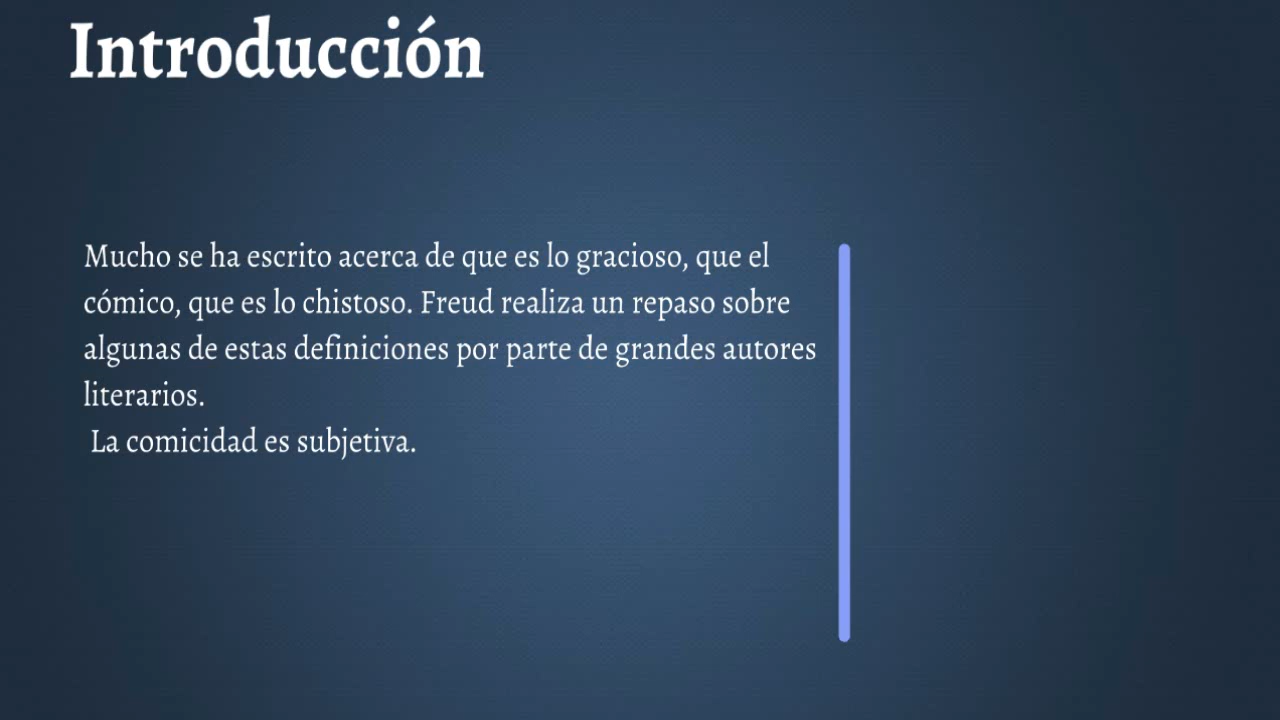 Introducción
Mucho se ha escrito acerca de que es lo gracioso, que el
cómico, que es lo chistoso. Freud realiza un repaso sobre
algunas de estas definiciones por parte de grandes autores
literarios.
La comicidad es subjetiva.